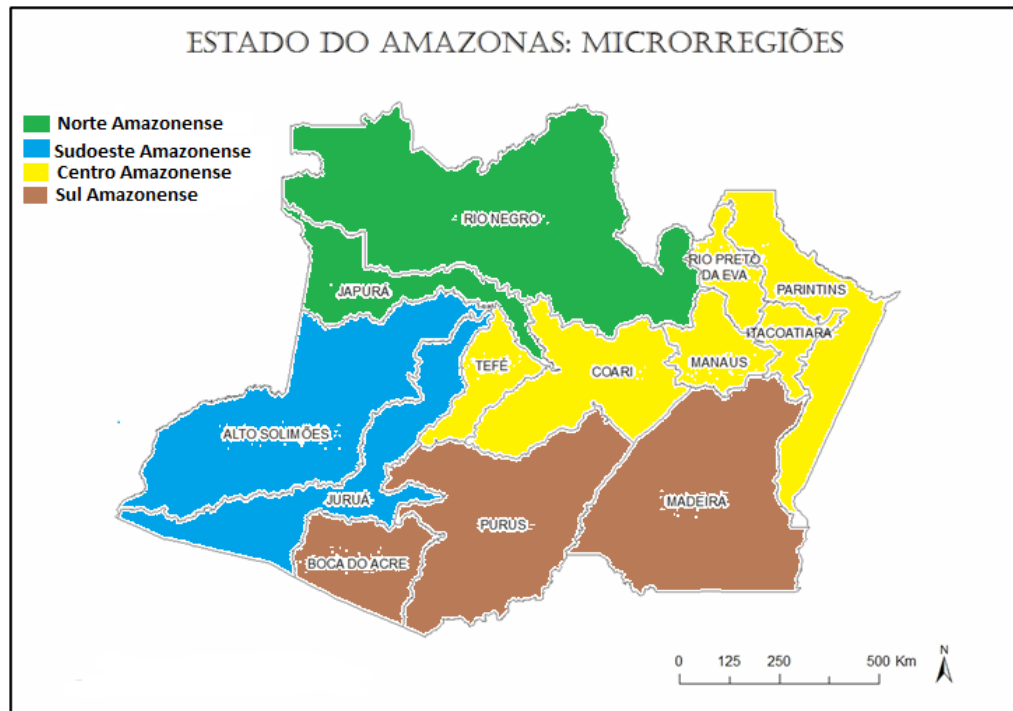 ESTADO DO AMAZONAS: MICRORREGIÕES
Norte Amazonense
Sudoeste Amazonense
Centro Amazonense
Sul Amazonense
RIO NEGRO
RIO PRETO
DA EVA
JAPURÁ
PARINTINS
ITACOATIARA
TEFÉ
COARI
MANAUS
ALTO SOLIMÕES
JURUÁ
MADEIRA
PURUS
BOCA DO ACRE
0 125 250 500 Km
N